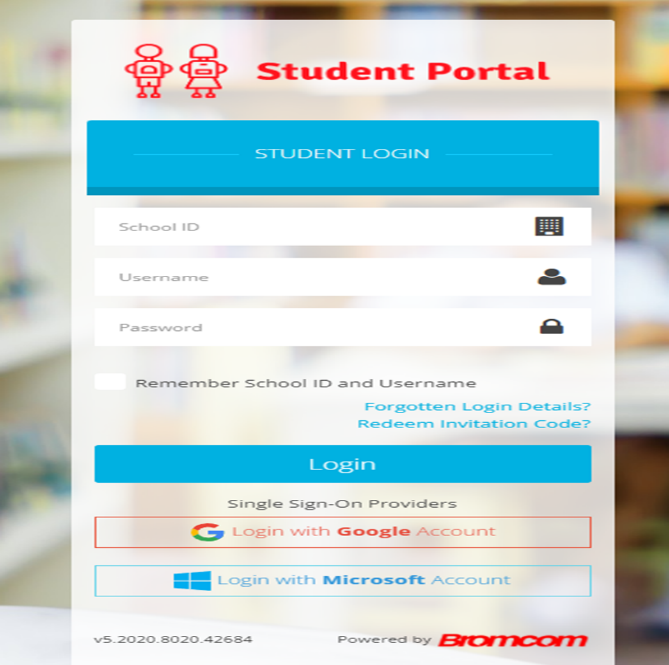 Student Portal
STUDENT LOGIN
School ID
Username
Password
Remember School ID and Username
Forgotten Login Details?
Redeem Invitation Code?
Login
Single Sign-On Providers
Login with Google Account
Login with Microsoft Account
v5.2020.8020.42684 Powered by Bromcom